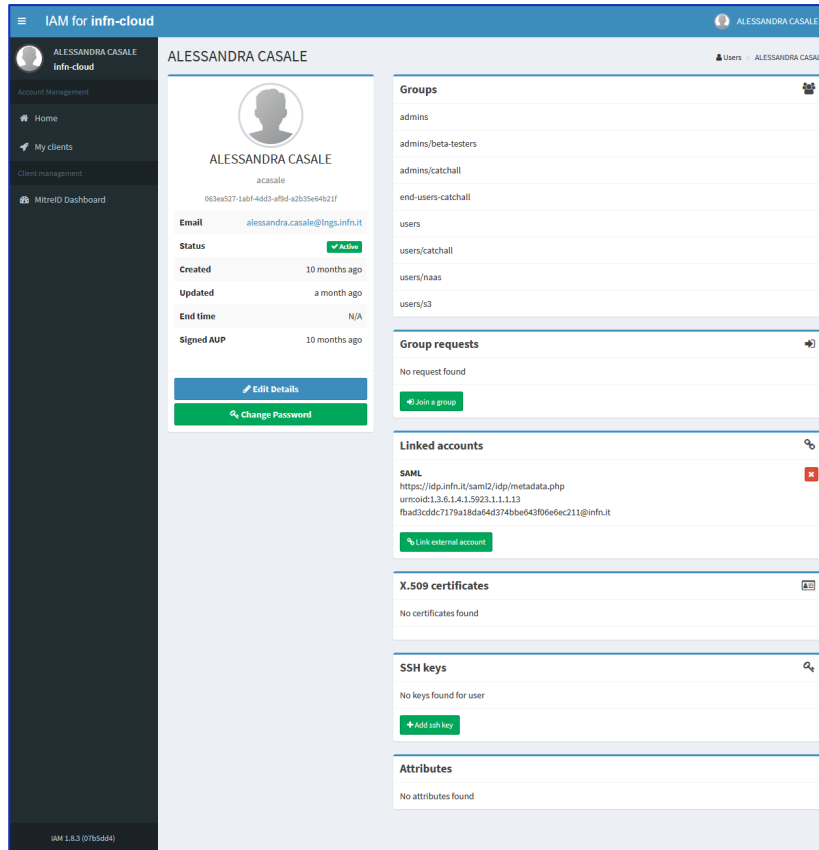 IAM for infn-cloud
ALESSANDRA CASALE
ALESSANDRA CASALE
infn-cloud
Account Management
Home
My clients
Client management
MitreID Dashboard
IAM 1.8.3 (07b5dd4)
ALESSANDRA CASALE
Users
ALESSANDRA CASAL
ALESSANDRA CASALE
acasale
063ea527-1abf-4dd3-af9d-a2b35e64b21f
Email alessandra.casale@lngs.infn.it
Status Active
Created 10 months ago
Updated a month ago
End time N/A
Signed AUP 10 months ago
Edit Details
Change Password
Groups
admins
admins/beta-testers
admins/catchall
end-users-catchall
users
users/catchall
users/naas
users/s3
Group requests
No request found
Join a group
Linked accounts
SAML
https://idp.infn.it/saml2/idp/metadata.php
urn:oid:1.3.6.1.4.1.5923.1.1.1.13
fbad3cddc7179a18da64d374bbe643f06e6ec211@infn.it
Link external account
X.509 certificates
No certificates found
SSH keys
No keys found for user
Add ssh key
Attributes
No attributes found